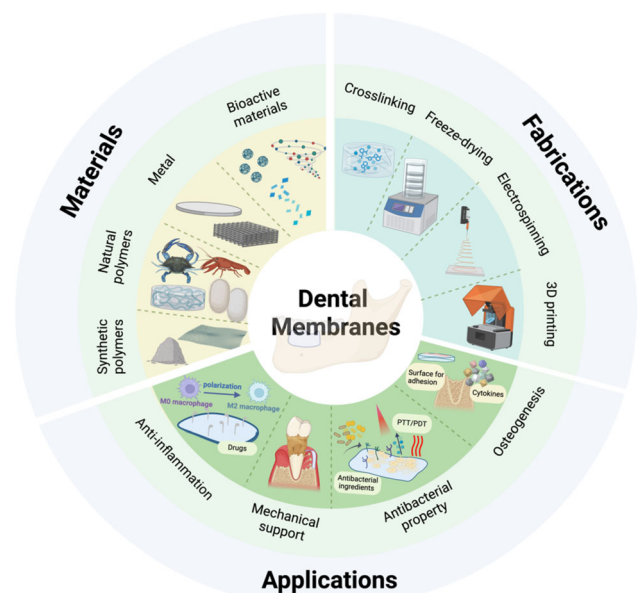 Materials
Bioactive
materials
Metal
Natural
polymers
Synthetic
polymers
Fabrications
Crosslinking
Freeze-drying
Electrospinning
3D printing
Dental
Membranes
Applications
Anti-inflammation
polarization
M0 macrophage
M2 macrophage
Drugs
Mechanical
support
Antibacterial
property
PTT/PDT
Antibacterial
ingredients
Osteogenesis
Surface for
adhesion
Cytokines